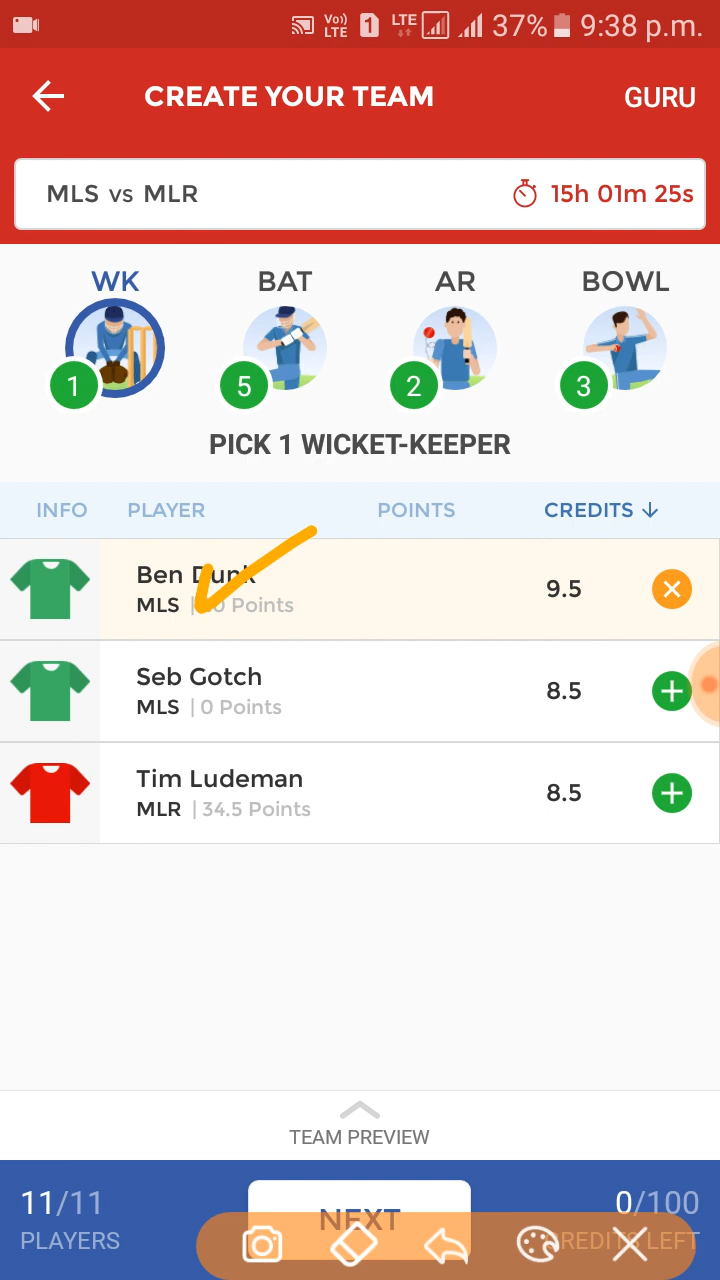 Vo)) LTE 1 LTE 37% 9:38 p.m.
CREATE YOUR TEAM GURU
MLS vs MLR 15h 01m 25s
WK BAT AR BOWL
1 5 2 3
PICK 1 WICKET-KEEPER
INFO PLAYER POINTS CREDITS
Ben Dunk
MLS | Points 9.5
Seb Gotch
MLS | 0 Points 8.5
Tim Ludeman
MLR | 34.5 Points 8.5
TEAM PREVIEW
11/11 NEXT 0/100
PLAYERS CREDITS LEFT